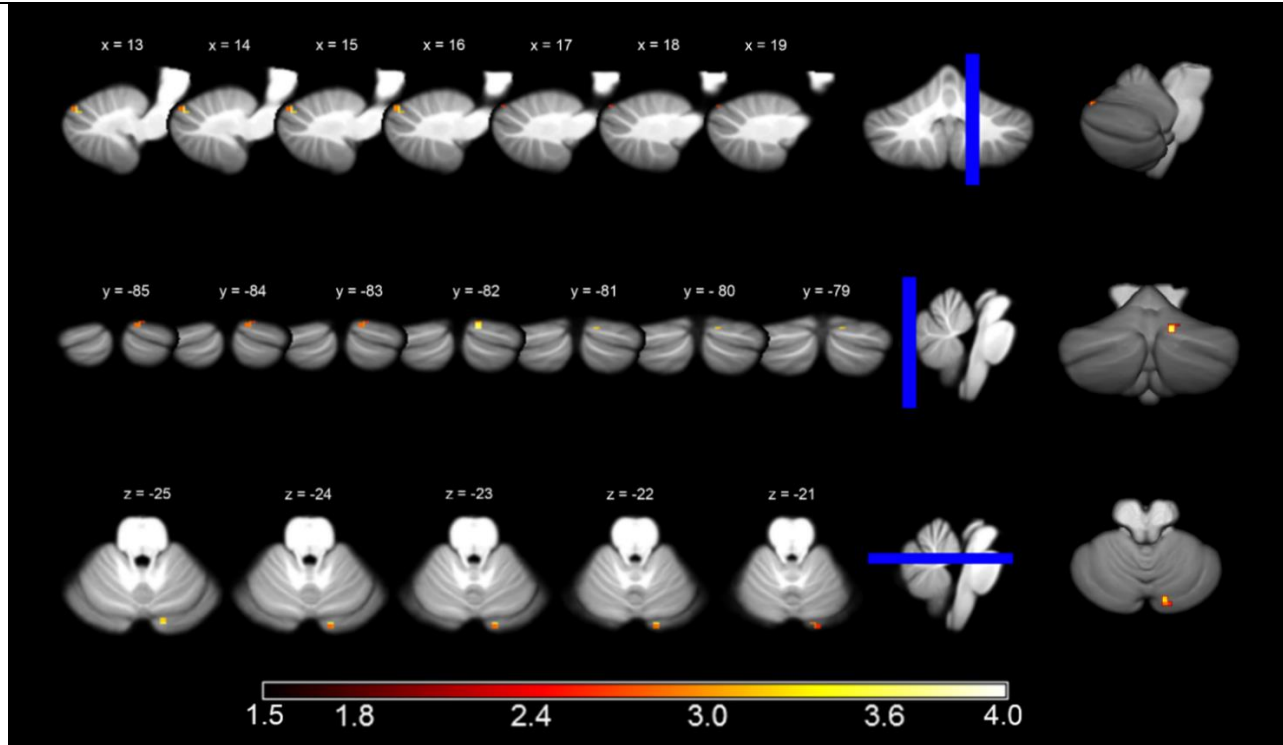 x = 13 x = 14 x = 15 x = 16 x = 17 x = 18 x = 19
y = -85 y = -84 y = -83 y = -82 y = -81 y = - 80 y = -79
z = -25 z = -24 z = -23 z = -22 z = -21
1.5 1.8 2.4 3.0 3.6 4.0